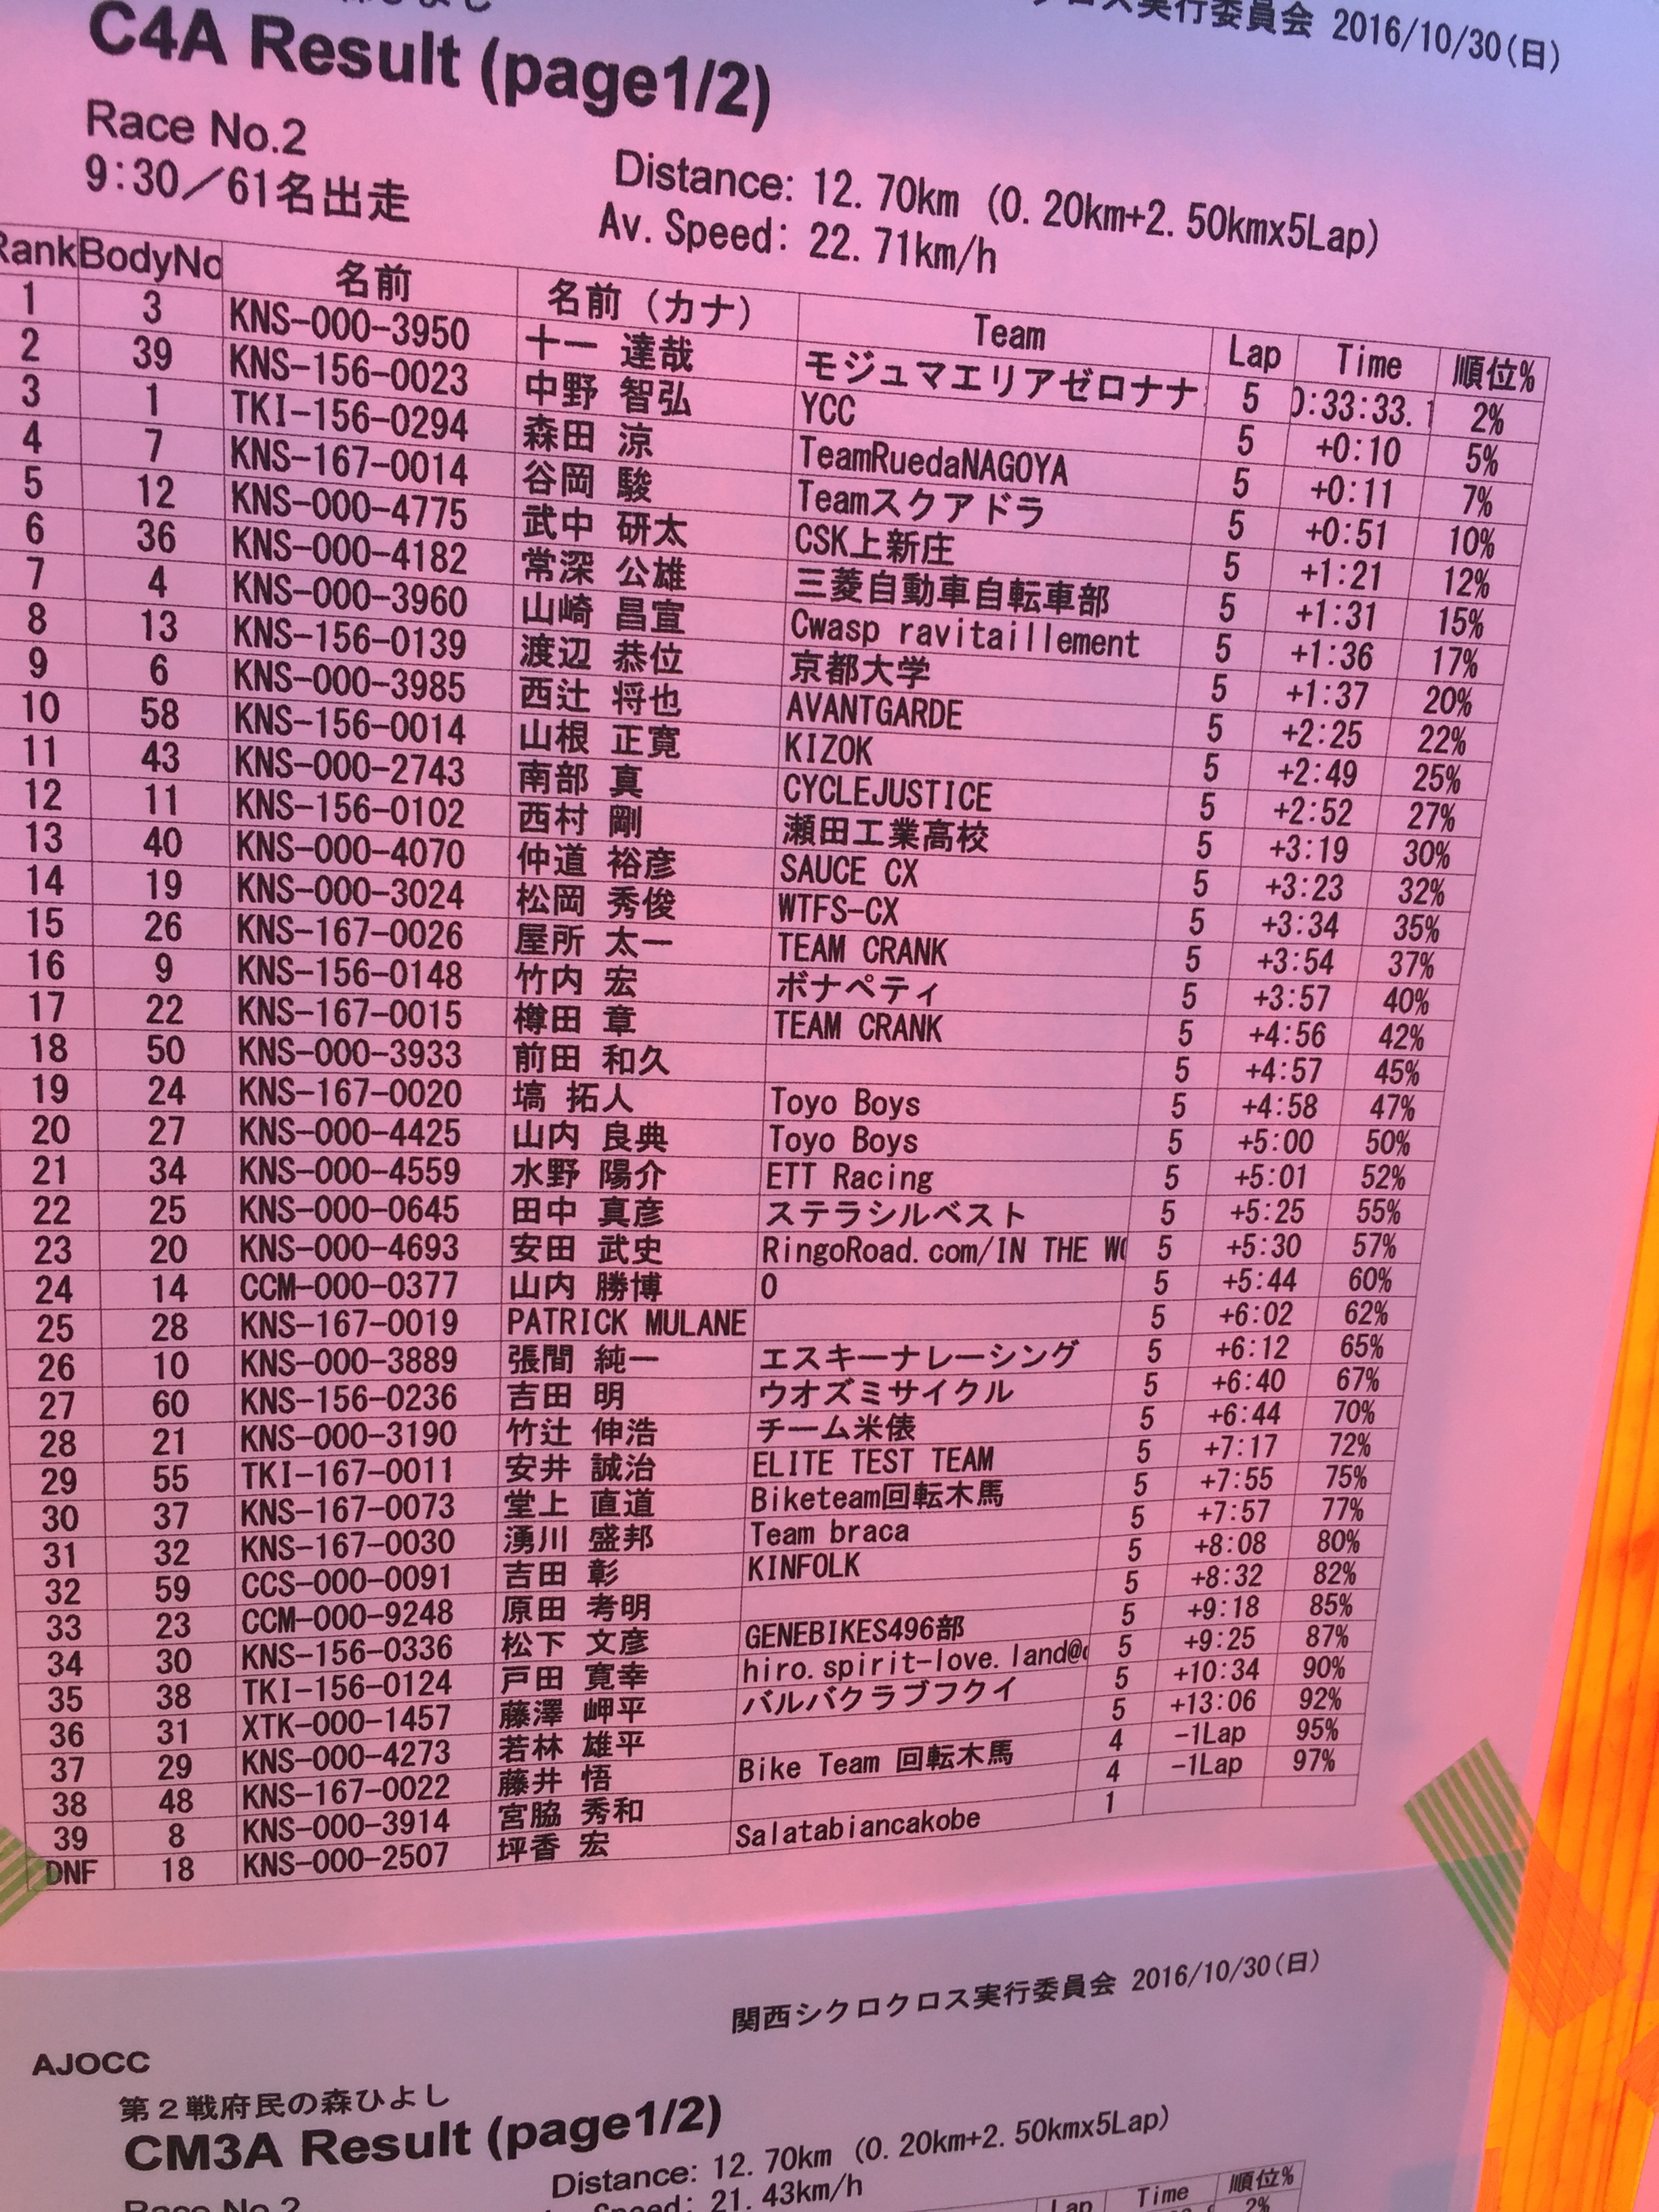 クロス実行委員会 2016/10/30(日)
C4A Result (page1/2)
Race No.2
9:30／61名出走
Distance: 12.70km (0.20km+2.50kmx5Lap)
Av.Speed: 22.71km/h
Rank BodyNo 名前 名前（カナ） Team Lap Time 順位%
1 3 KNS-000-3950 十一 達哉 モジュマエリアゼロナナ 5 0:33:33.1 2%
2 39 KNS-156-0023 中野 智弘 YCC 5 +0:10 5%
3 1 TKI-156-0294 森田 涼 TeamRuedaNAGOYA 5 +0:11 7%
4 7 KNS-167-0014 谷岡 駿 Teamスクアドラ 5 +0:51 10%
5 12 KNS-000-4775 武中 研太 CSK上新庄 5 +1:21 12%
6 36 KNS-000-4182 常深 公雄 三菱自動車自転車部 5 +1:31 15%
7 4 KNS-000-3960 山崎 昌宣 Cwasp ravitaillement 5 +1:36 17%
8 13 KNS-156-0139 渡辺 恭位 京都大学 5 +1:37 20%
9 6 KNS-000-3985 西辻 将也 AVANTGARDE 5 +2:25 22%
10 58 KNS-156-0014 山根 正寛 KIZOK 5 +2:49 25%
11 43 KNS-000-2743 南部 真 CYCLEJUSTICE 5 +2:52 27%
12 11 KNS-156-0102 西村 剛 瀬田工業高校 5 +3:19 30%
13 40 KNS-000-4070 仲道 裕彦 SAUCE CX 5 +3:23 32%
14 19 KNS-000-3024 松岡 秀俊 WTFS-CX 5 +3:34 35%
15 26 KNS-167-0026 屋所 太一 TEAM CRANK 5 +3:54 37%
16 9 KNS-156-0148 竹内 宏 ボナペティ 5 +3:57 40%
17 22 KNS-167-0015 樽田 章 TEAM CRANK 5 +4:56 42%
18 50 KNS-000-3933 前田 和久 5 +4:57 45%
19 24 KNS-167-0020 塙 拓人 Toyo Boys 5 +4:58 47%
20 27 KNS-000-4425 山内 良典 Toyo Boys 5 +5:00 50%
21 34 KNS-000-4559 水野 陽介 ETT Racing 5 +5:01 52%
22 25 KNS-000-0645 田中 真彦 ステラシルベスト 5 +5:25 55%
23 20 KNS-000-4693 安田 武史 RingoRoad.com/IN THE WO 5 +5:30 57%
24 14 CCM-000-0377 山内 勝博 0 5 +5:44 60%
25 28 KNS-167-0019 PATRICK MULANE 5 +6:02 62%
26 10 KNS-000-3889 張間 純一 エスキーナレーシング 5 +6:12 65%
27 60 KNS-156-0236 吉田 明 ウオズミサイクル 5 +6:40 67%
28 21 KNS-000-3190 竹辻 伸浩 チーム米俵 5 +6:44 70%
29 55 TKI-167-0011 安井 誠治 ELITE TEST TEAM 5 +7:17 72%
30 37 KNS-167-0073 堂上 直道 Biketeam回転木馬 5 +7:55 75%
31 32 KNS-167-0030 湧川 盛邦 Team braca 5 +7:57 77%
32 59 CCS-000-0091 吉田 彰 KINFOLK 5 +8:08 80%
33 23 CCM-000-9248 原田 考明 5 +8:32 82%
34 30 KNS-156-0336 松下 文彦 GENEBIKES496部 5 +9:18 85%
35 38 TKI-156-0124 戸田 寛幸 hiro.spirit-love.land@ 5 +9:25 87%
36 31 XTK-000-1457 藤澤 岬平 バルバクラブフクイ 5 +10:34 90%
37 29 KNS-000-4273 若林 雄平 5 +13:06 92%
38 48 KNS-167-0022 藤井 悟 Bike Team 回転木馬 4 -1Lap 95%
39 8 KNS-000-3914 宮脇 秀和 4 -1Lap 97%
DNF 18 KNS-000-2507 坪香 宏 Salatabiancakobe 1
関西シクロクロス実行委員会 2016/10/30(日)
AJOCC
第２戦府民の森ひよし
CM3A Result (page1/2)
Distance: 12.70km (0.20km+2.50kmx5Lap)
Race No.2
Speed: 21.43km/h
Lap Time 順位%
2%